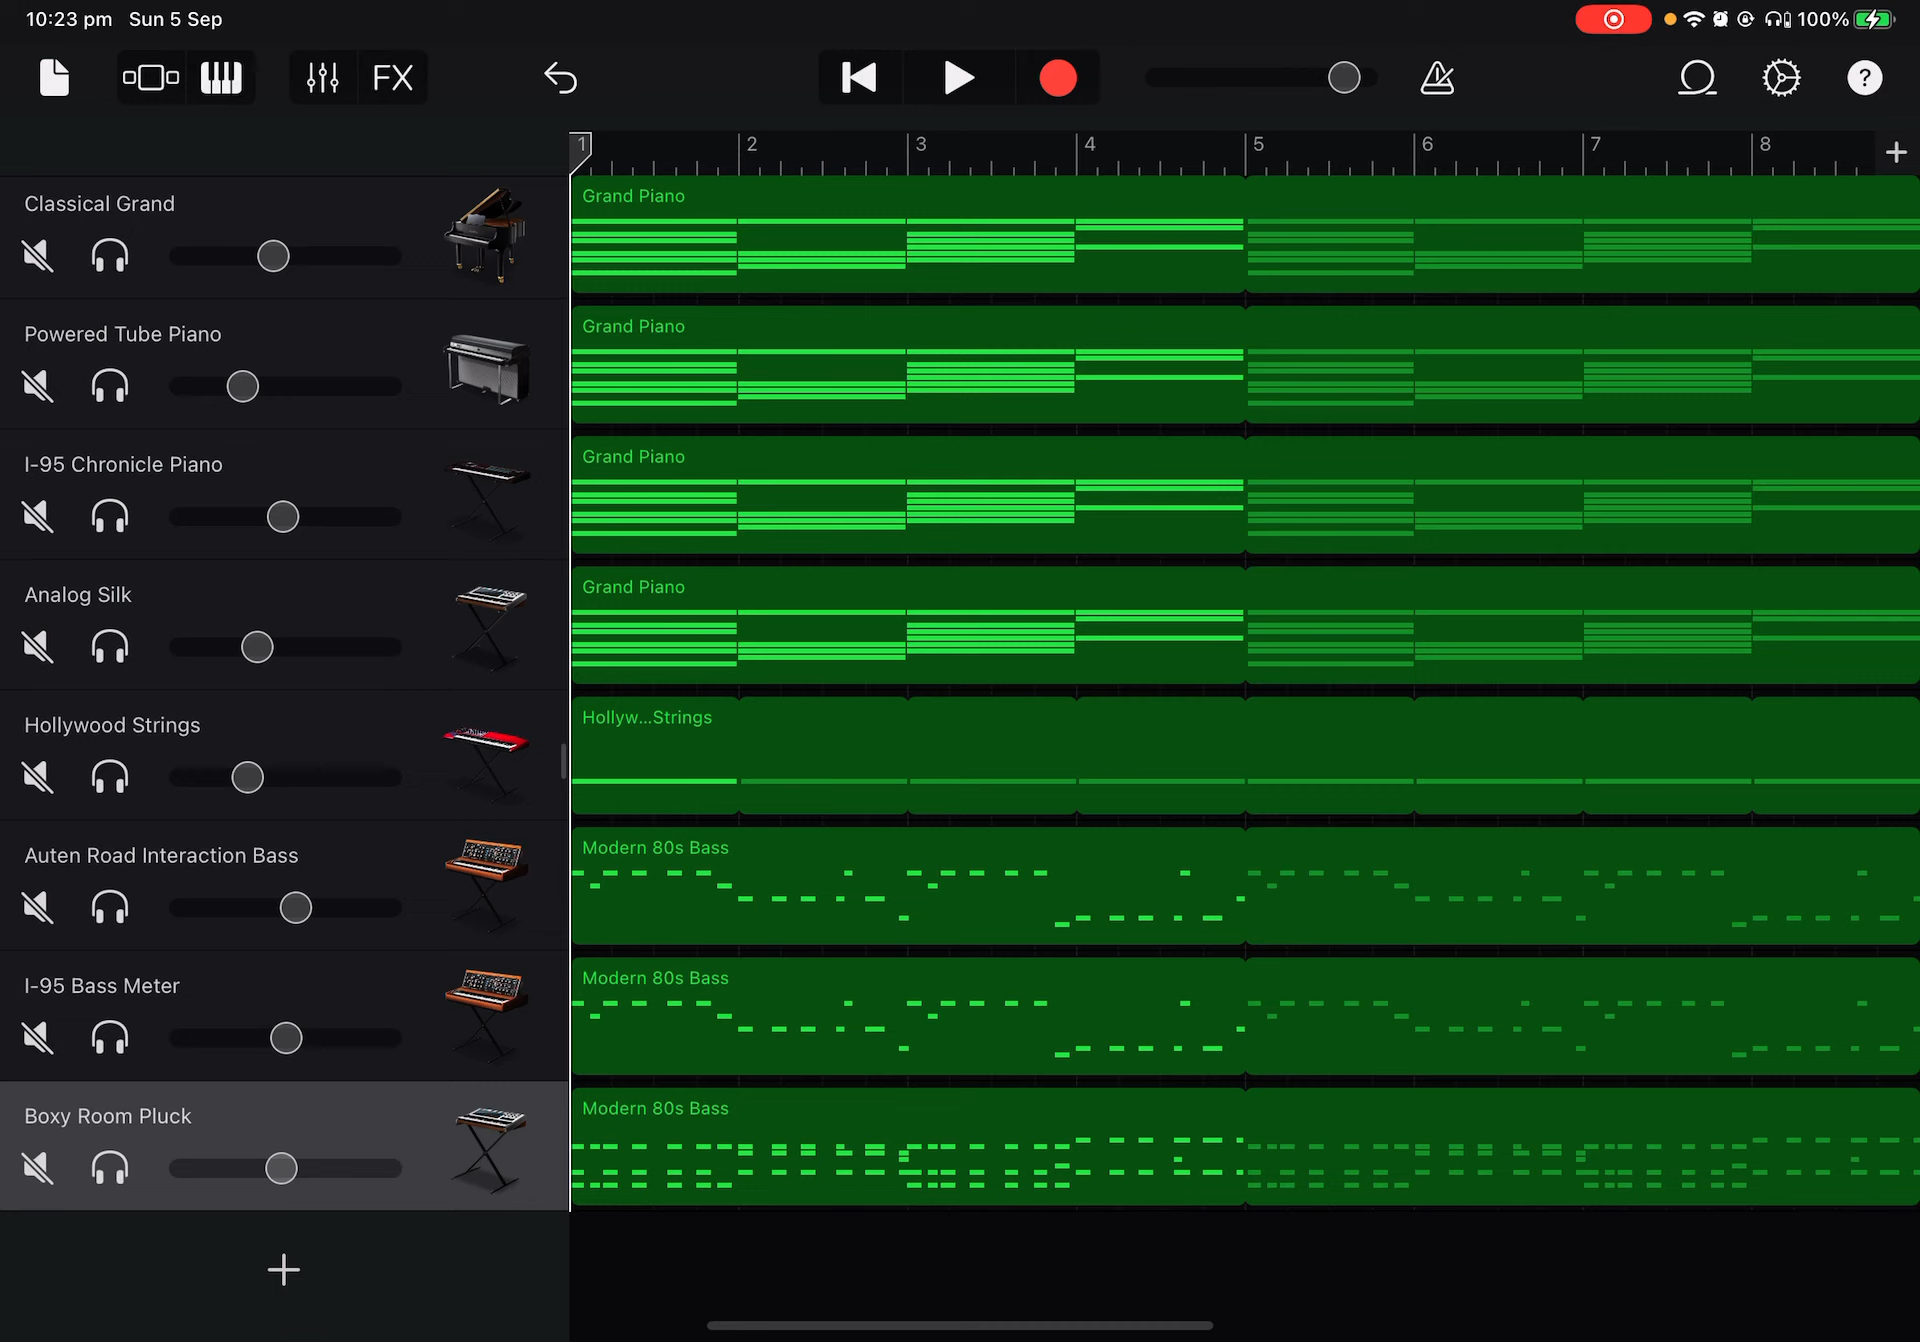 10:23 pm Sun 5 Sep
100%
FX
?
1 2 3 4 5 6 7 8
Classical Grand
Grand Piano
Powered Tube Piano
Grand Piano
I-95 Chronicle Piano
Grand Piano
Analog Silk
Grand Piano
Hollywood Strings
Hollyw...Strings
Auten Road Interaction Bass
Modern 80s Bass
I-95 Bass Meter
Modern 80s Bass
Boxy Room Pluck
Modern 80s Bass